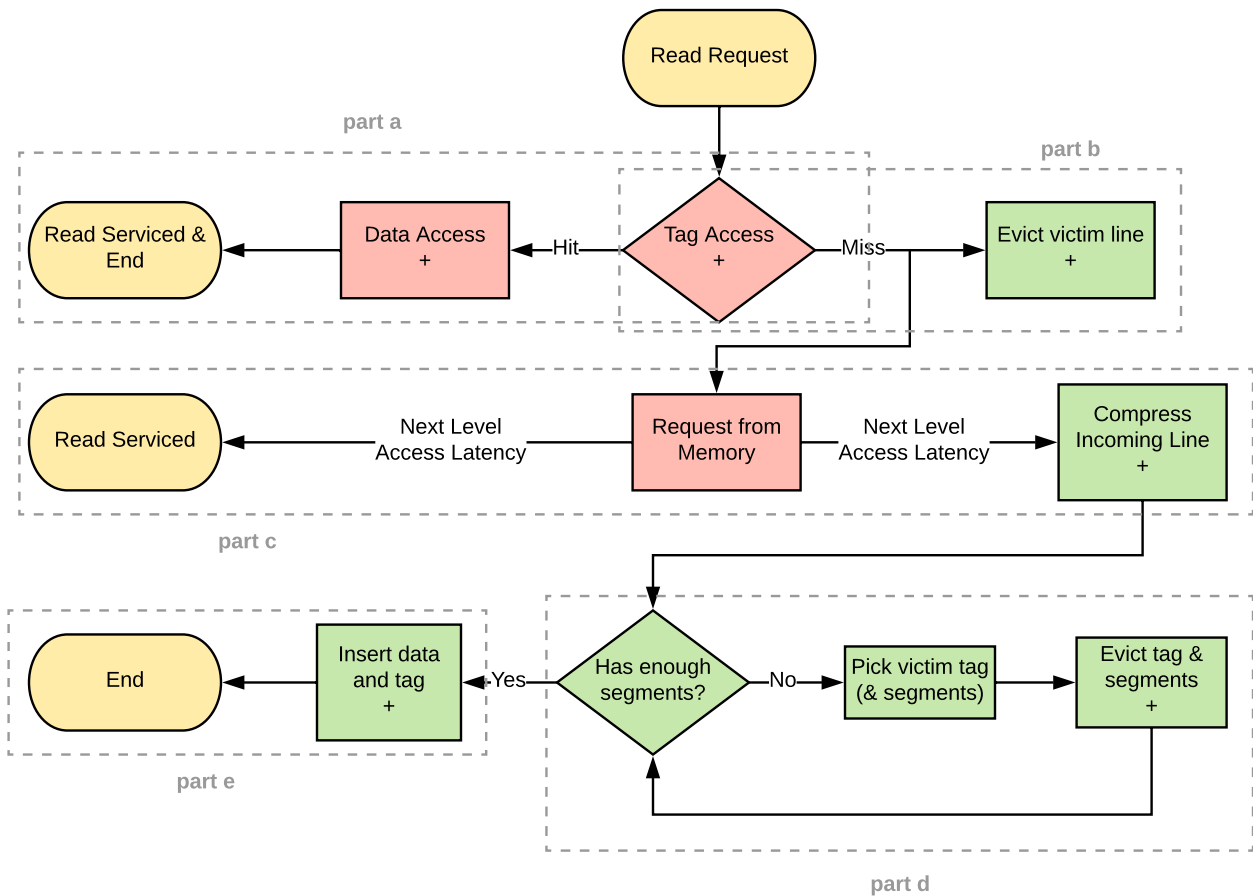 Read Request
part a
part b
Read Serviced &
End
Data Access
+
Hit
Tag Access
+
Miss
Evict victim line
+
Read Serviced
Next Level
Access Latency
Request from
Memory
Next Level
Access Latency
Compress
Incoming Line
+
part c
End
Insert data
and tag
+
Yes
Has enough
segments?
No
Pick victim tag
(& segments)
Evict tag &
segments
+
part e
part d